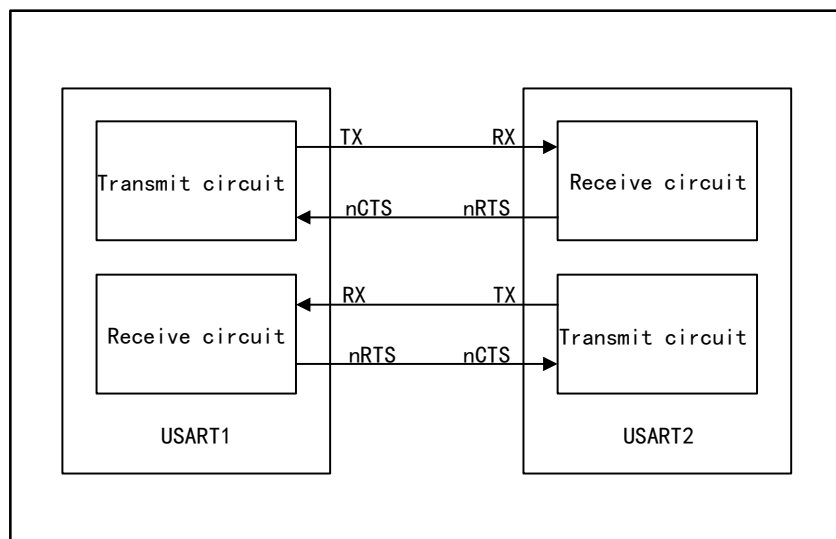 TX RX
Transmit circuit Receive circuit
nCTS nRTS
RX TX
Receive circuit Transmit circuit
nRTS nCTS
USART1 USART2